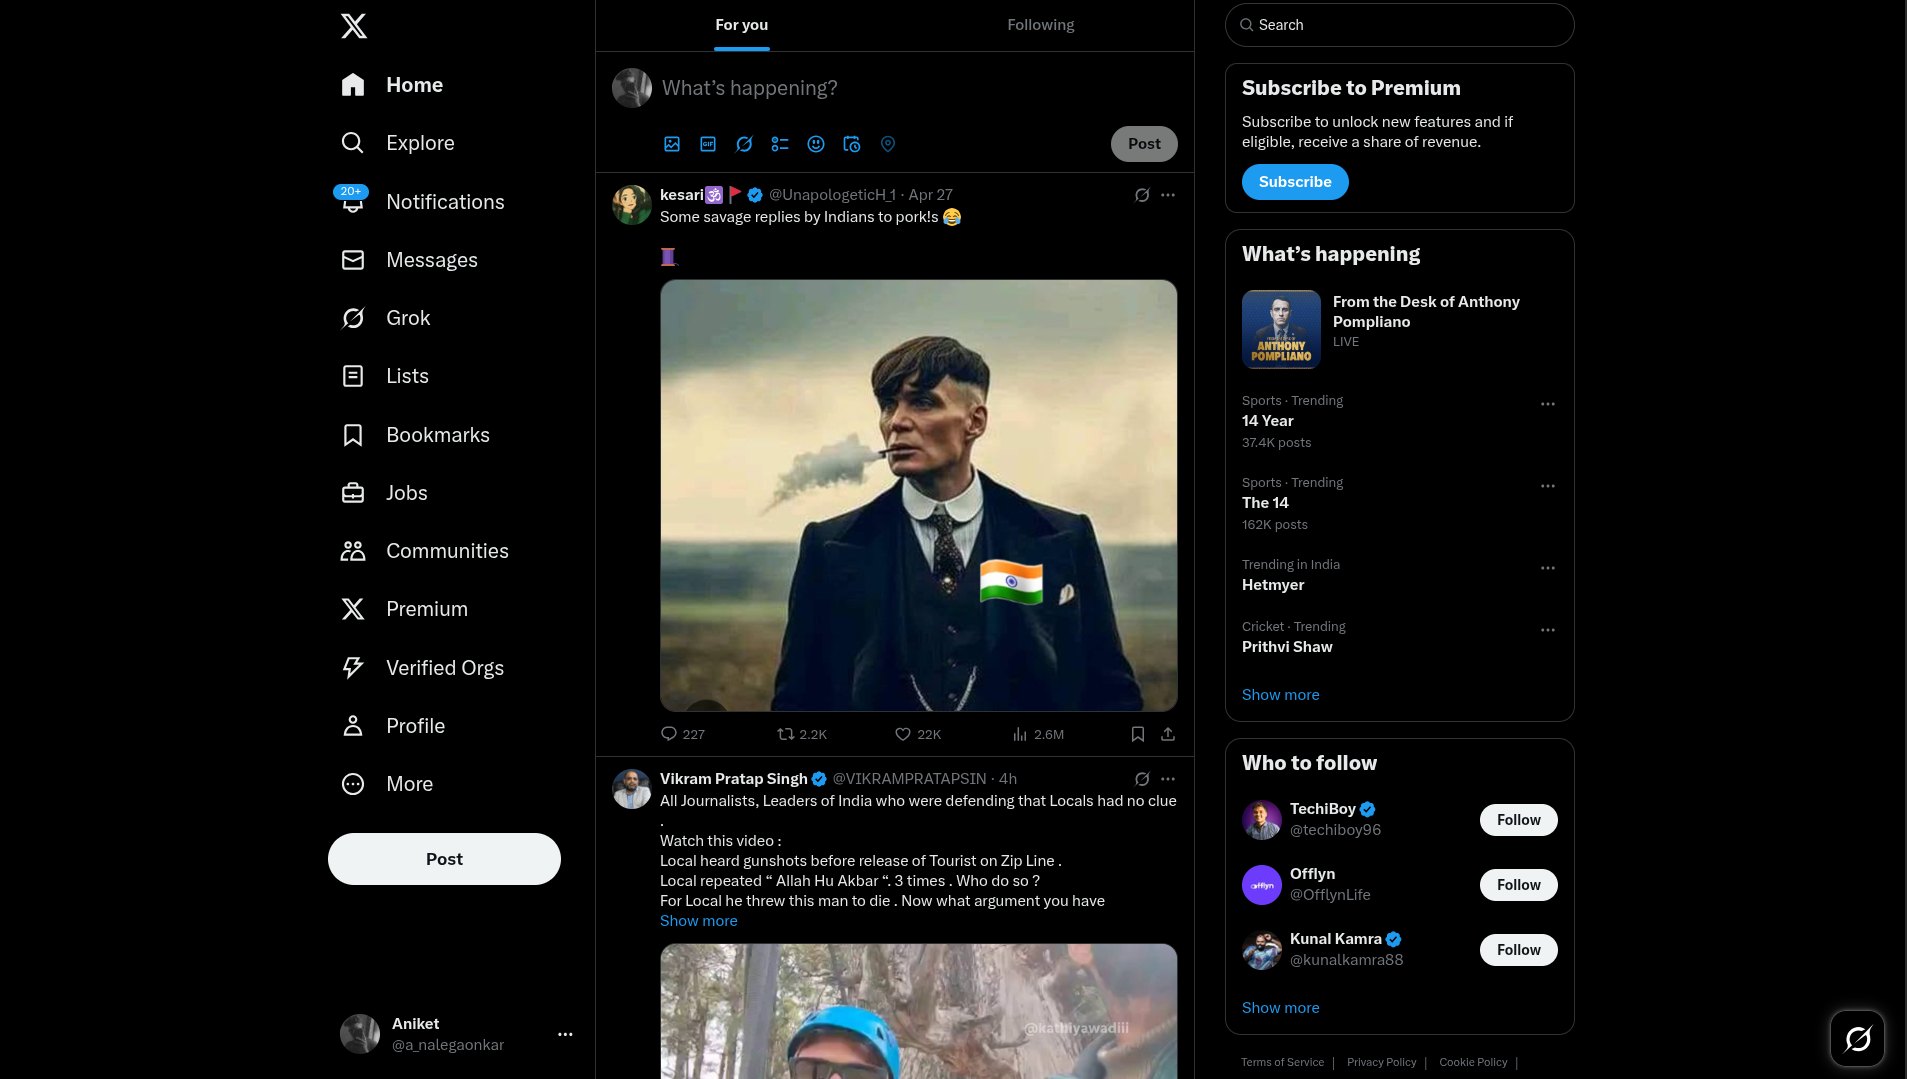 Home
Explore
20+
Notifications
Messages
Grok
Lists
Bookmarks
Jobs
Communities
Premium
Verified Orgs
Profile
More
Post
Aniket
@a_nalegaonkar
For you
Following
What’s happening?
GIF
Post
kesari🕉🚩 @UnapologeticH_1 · Apr 27
Some savage replies by Indians to pork!s 😂
🧵
227
2.2K
22K
2.6M
Vikram Pratap Singh @VIKRAMPRATAPSIN · 4h
All Journalists, Leaders of India who were defending that Locals had no clue
.
Watch this video :
Local heard gunshots before release of Tourist on Zip Line .
Local repeated “ Allah Hu Akbar “. 3 times . Who do so ?
For Local he threw this man to die . Now what argument you have
Show more
@kathiyawadiii
Search
Subscribe to Premium
Subscribe to unlock new features and if
eligible, receive a share of revenue.
Subscribe
What’s happening
ANTHONY
POMPLIANO
From the Desk of Anthony
Pompliano
LIVE
Sports · Trending
14 Year
37.4K posts
Sports · Trending
The 14
162K posts
Trending in India
Hetmyer
Cricket · Trending
Prithvi Shaw
Show more
Who to follow
TechiBoy
@techiboy96
Follow
offlyn
Offlyn
@OfflynLife
Follow
Kunal Kamra
@kunalkamra88
Follow
Show more
Terms of Service | Privacy Policy | Cookie Policy |